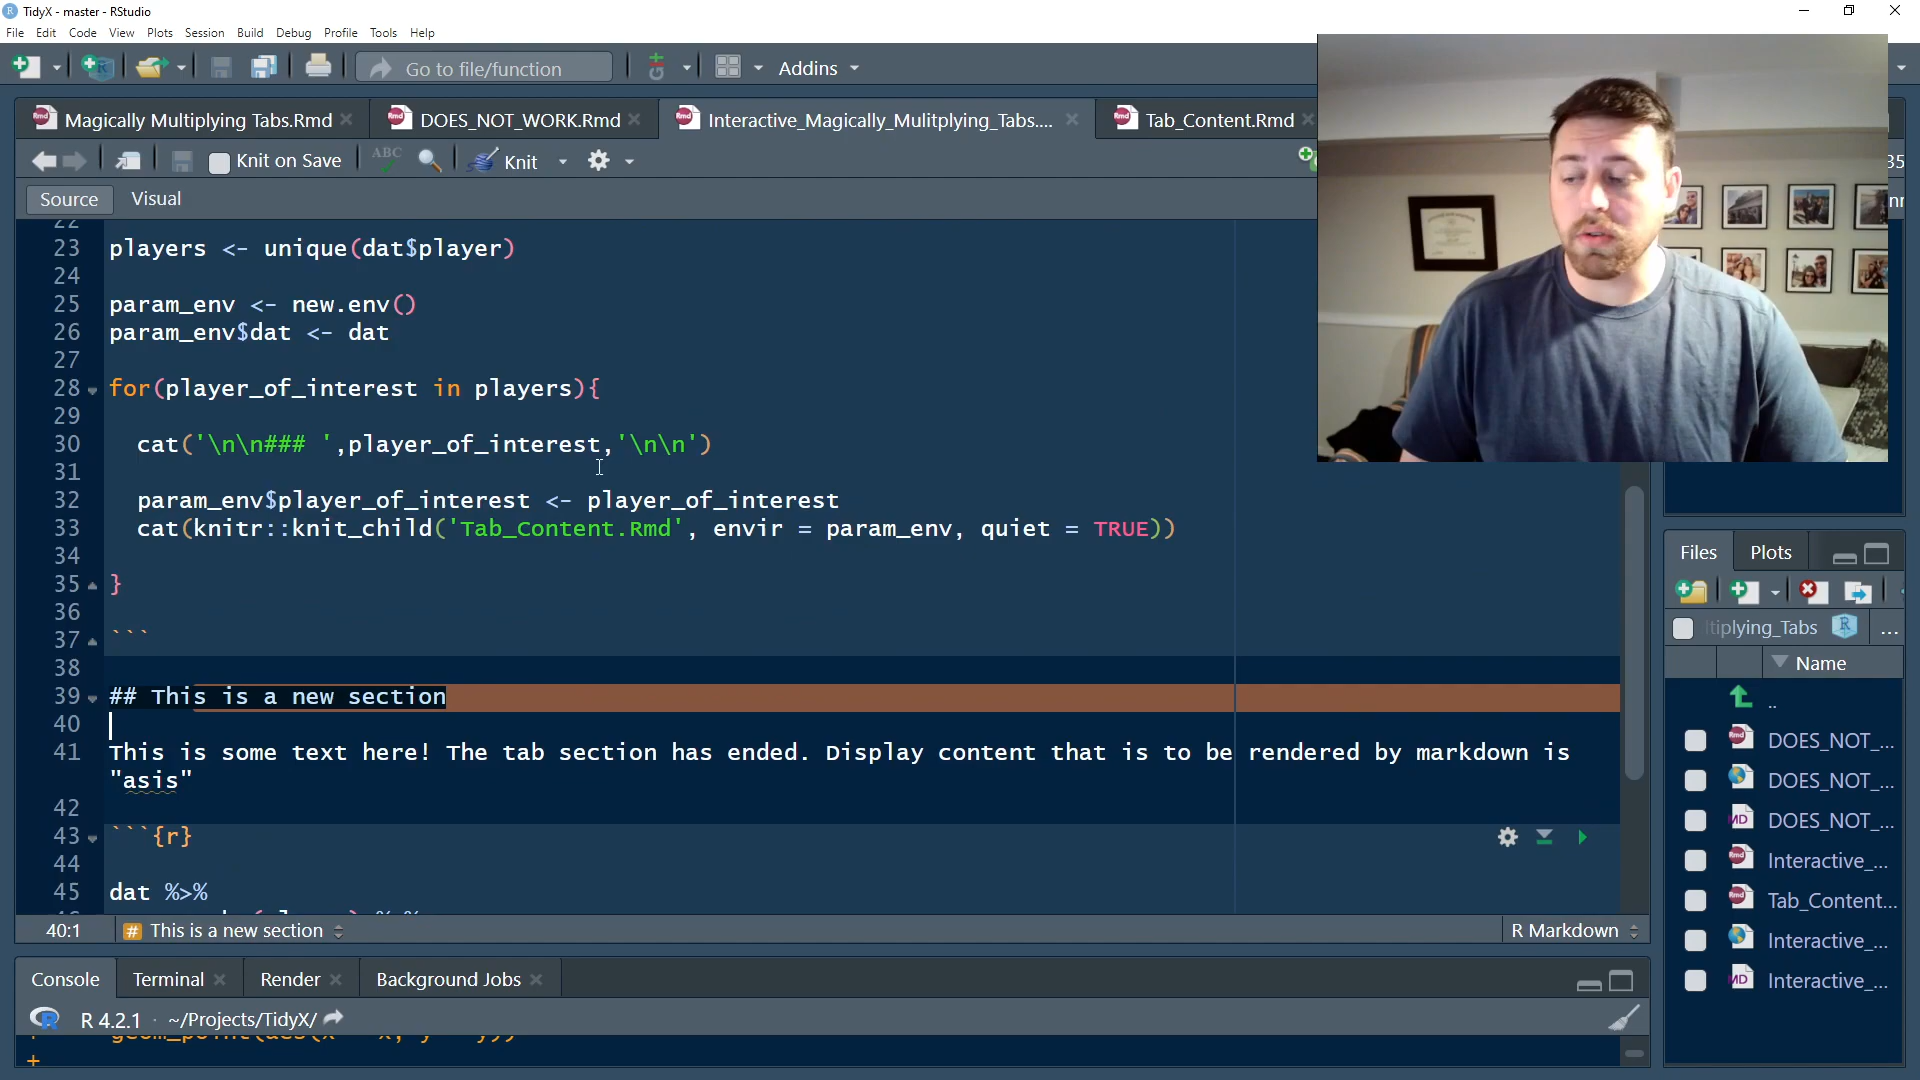 TidyX - master - RStudio
File Edit Code View Plots Session Build Debug Profile Tools Help
Go to file/function Addins
Magically Multiplying Tabs.Rmd DOES_NOT_WORK.Rmd Interactive_Magically_Mulitplying_Tabs.... Tab_Content.Rmd
Knit on Save ABC Knit 35
Source Visual
22
23 players <- unique(dat$player)
24
25 param_env <- new.env()
26 param_env$dat <- dat
27
28 for(player_of_interest in players){
29
30 cat('\n\n### ',player_of_interest,'\n\n')
31
32 param_env$player_of_interest <- player_of_interest
33 cat(knitr::knit_child('Tab_Content.Rmd', envir = param_env, quiet = TRUE))
34
35 }
36
37 ```
38
39 ## This is a new section
40
41 This is some text here! The tab section has ended. Display content that is to be rendered by markdown is
"asis"
42
43 ```{r}
44
45 dat %>%
40:1 # This is a new section R Markdown
Console Terminal Render Background Jobs
R 4.2.1 · ~/Projects/TidyX/
geom_point(aes(x = x, y = y))
+
Files Plots
ltiplying_Tabs R ...
Name
..
DOES_NOT_...
DOES_NOT_...
DOES_NOT_...
Interactive_...
Tab_Content...
Interactive_...
Interactive_...